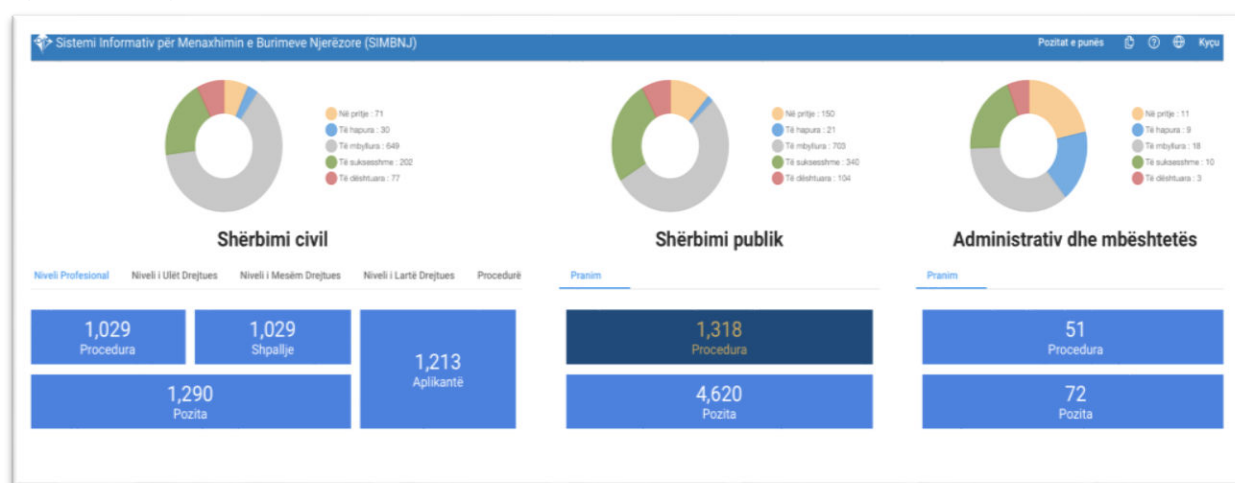 Sistemi Informativ për Menaxhimin e Burimeve Njerëzore (SIMBNJ)
Pozitat e punës
Kyçu
Në pritje : 71
Të hapura : 30
Të mbyllura : 649
Të suksesshme : 202
Të dështuara : 77
Shërbimi civil
Niveli Profesional
Niveli i Ulët Drejtues
Niveli i Mesëm Drejtues
Niveli i Lartë Drejtues
Procedurë
1,029
Procedura
1,029
Shpallje
1,213
Aplikantë
1,290
Pozita
Në pritje : 150
Të hapura : 21
Të mbyllura : 703
Të suksesshme : 340
Të dështuara : 104
Shërbimi publik
Pranim
1,318
Procedura
4,620
Pozita
Në pritje : 11
Të hapura : 9
Të mbyllura : 18
Të suksesshme : 10
Të dështuara : 3
Administrativ dhe mbështetës
Pranim
51
Procedura
72
Pozita